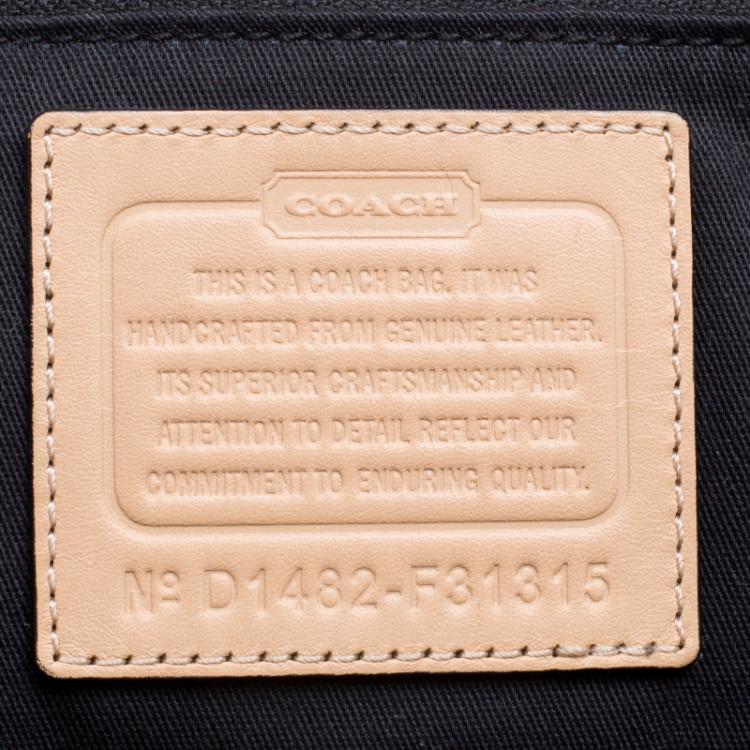 COACH
THIS IS A COACH BAG. IT WAS
HANDCRAFTED FROM GENUINE LEATHER.
ITS SUPERIOR CRAFTSMANSHIP AND
ATTENTION TO DETAIL REFLECT OUR
COMMITMENT TO ENDURING QUALITY.
Nº D1482-F31315